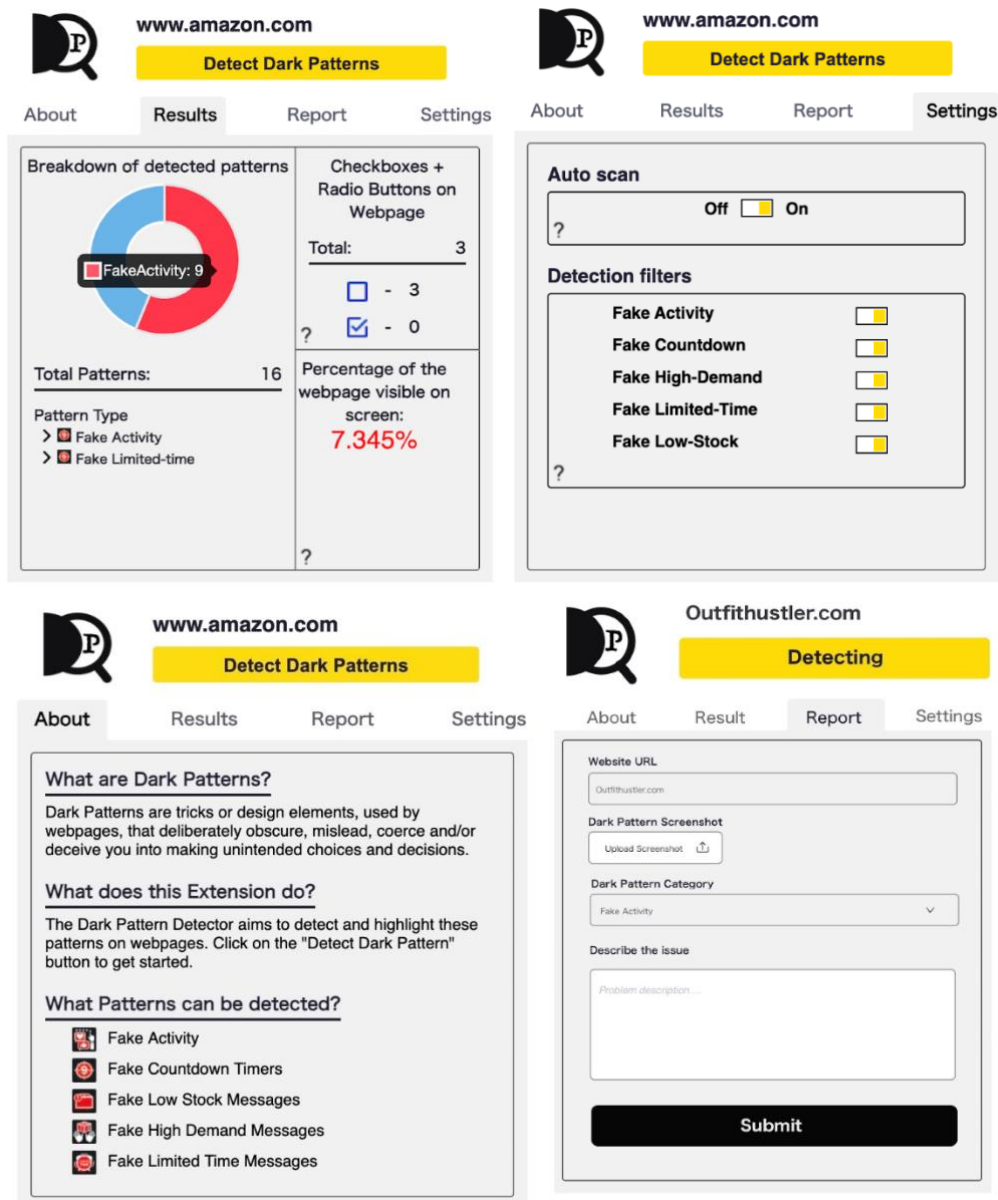 P
www.amazon.com
Detect Dark Patterns
About Results Report Settings
Breakdown of detected patterns
FakeActivity: 9
Total Patterns: 16
Pattern Type
Fake Activity
Fake Limited-time
Checkboxes +
Radio Buttons on
Webpage
Total: 3
- 3
- 0
?
Percentage of the
webpage visible on
screen:
7.345%
?
P
www.amazon.com
Detect Dark Patterns
About Results Report Settings
Auto scan
Off On
?
Detection filters
Fake Activity
Fake Countdown
Fake High-Demand
Fake Limited-Time
Fake Low-Stock
?
P
www.amazon.com
Detect Dark Patterns
About Results Report Settings
What are Dark Patterns?
Dark Patterns are tricks or design elements, used by
webpages, that deliberately obscure, mislead, coerce and/or
deceive you into making unintended choices and decisions.
What does this Extension do?
The Dark Pattern Detector aims to detect and highlight these
patterns on webpages. Click on the "Detect Dark Pattern"
button to get started.
What Patterns can be detected?
Fake Activity
Fake Countdown Timers
Fake Low Stock Messages
Fake High Demand Messages
Fake Limited Time Messages
P
Outfithustler.com
Detecting
About Result Report Settings
Website URL
Outfithustler.com
Dark Pattern Screenshot
Upload Screenshot
Dark Pattern Category
Fake Activity
Describe the issue
Problem description....
Submit